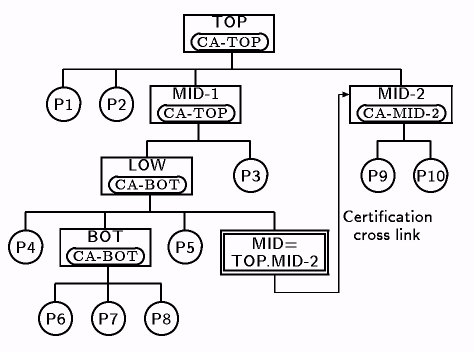 TOP
CA-TOP
P1
P2
MID-1
CA-TOP
MID-2
CA-MID-2
LOW
CA-BOT
P3
P9
P10
Certification
cross link
P4
BOT
CA-BOT
P5
MID=
TOP.MID-2
P6
P7
P8